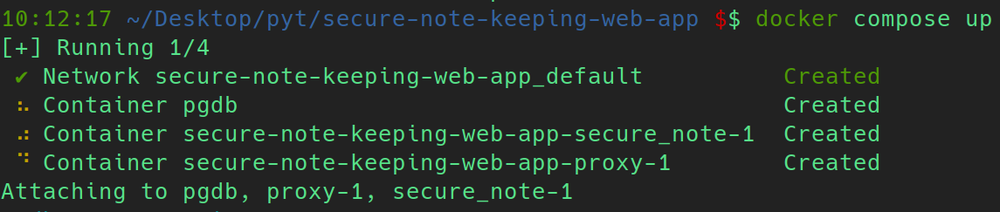 10:12:17 ~/Desktop/pyt/secure-note-keeping-web-app $$ docker compose up
[+] Running 1/4
✔ Network secure-note-keeping-web-app_default Created
⠦ Container pgdb Created
⠴ Container secure-note-keeping-web-app-secure_note-1 Created
⠙ Container secure-note-keeping-web-app-proxy-1 Created
Attaching to pgdb, proxy-1, secure_note-1